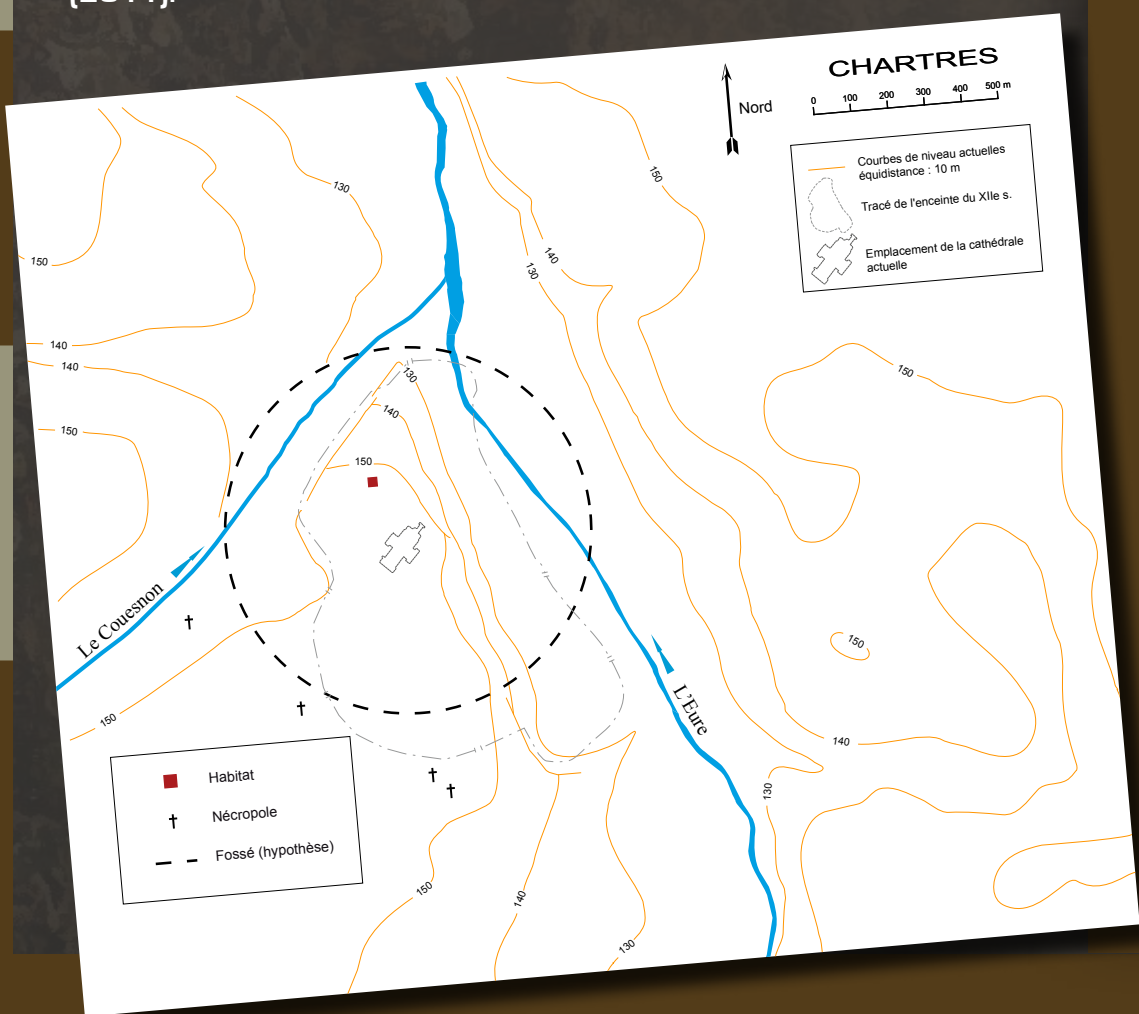 (2011).
CHARTRES
0 100 200 300 400 500 m
Nord
Courbes de niveau actuelles
équidistance : 10 m
Tracé de l'enceinte du XIIe s.
Emplacement de la cathédrale
actuelle
150
130
150
140
130
140
140
150
130
140
150
150
150
Le Couesnon
L'Eure
150
140
130
150
140
130
Habitat
Nécropole
Fossé (hypothèse)